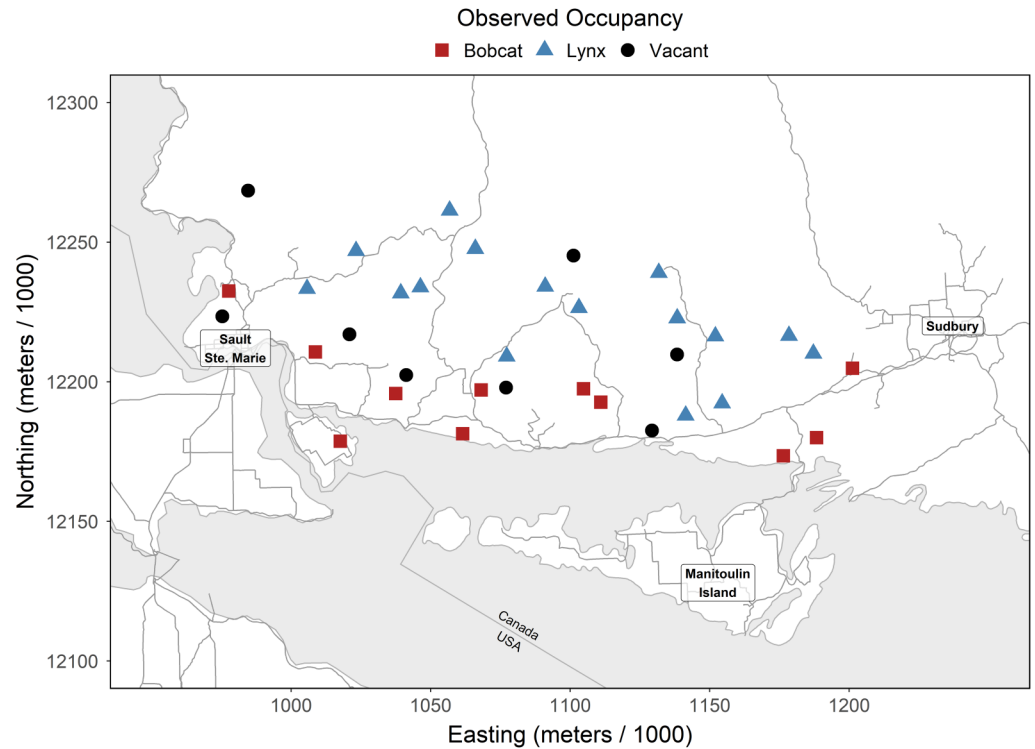 Observed Occupancy
Bobcat Lynx Vacant
Northing (meters / 1000)
12300
12250
12200
12150
12100
Sault
Ste. Marie
Sudbury
Manitoulin
Island
Canada
USA
1000 1050 1100 1150 1200
Easting (meters / 1000)